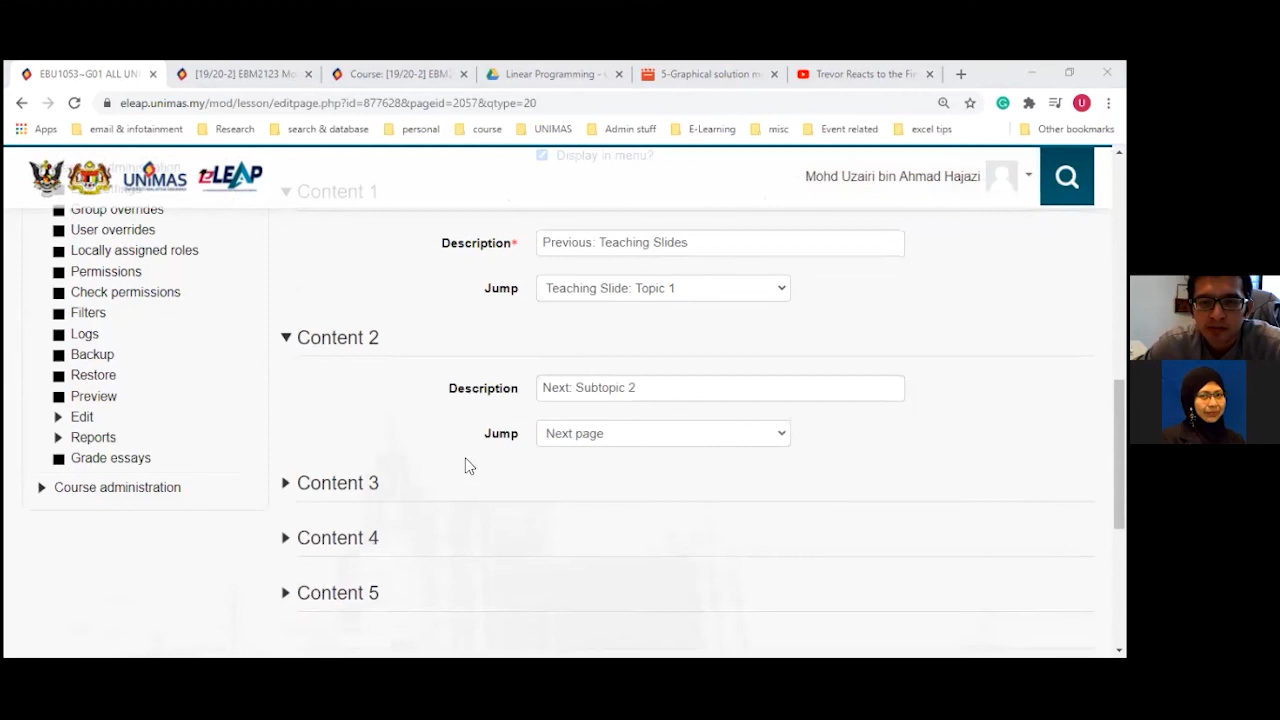 EBU1053~G01 ALL UNI
[19/20-2] EBM2123 Mo
Course: [19/20-2] EBM2
Linear Programming -
5-Graphical solution m
Trevor Reacts to the Fir
eleap.unimas.my/mod/lesson/editpage.php?id=877628&pageid=2057&qtype=20
U
Apps
email & infotainment
Research
search & database
personal
course
UNIMAS
Admin stuff
E-Learning
misc
Event related
excel tips
Other bookmarks
UNIMAS
eLEAP
Mohd Uzairi bin Ahmad Hajazi
Display in menu?
Content 1
Group overrides
User overrides
Locally assigned roles
Permissions
Check permissions
Filters
Logs
Backup
Restore
Preview
Edit
Reports
Grade essays
Course administration
Description*
Previous: Teaching Slides
Jump
Teaching Slide: Topic 1
Content 2
Description
Next: Subtopic 2
Jump
Next page
Content 3
Content 4
Content 5